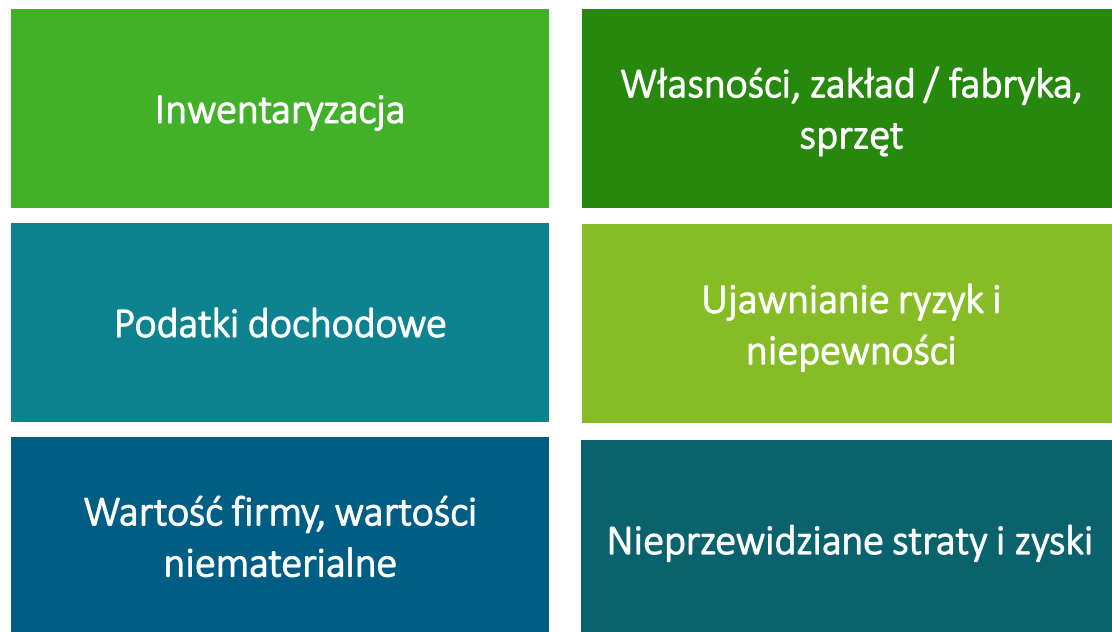 Inwentaryzacja
Własności, zakład / fabryka,
sprzęt
Podatki dochodowe
Ujawnianie ryzyk i
niepewności
Wartość firmy, wartości
niematerialne
Nieprzewidziane straty i zyski